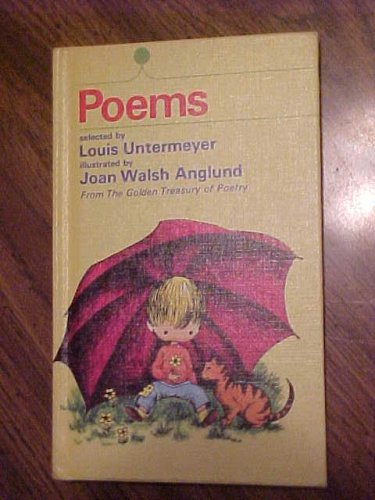 Poems
selected by
Louis Untermeyer
illustrated by
Joan Walsh Anglund
From The Golden Treasury of Poetry